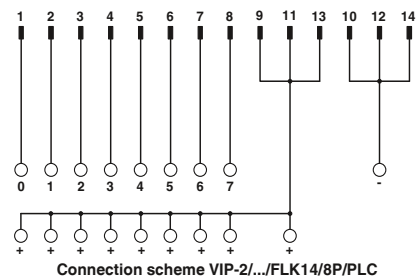 1 2 3 4 5 6 7 8 9 11 13 10 12 14
0 1 2 3 4 5 6 7 -
+ + + + + + + + +
Connection scheme VIP-2/.../FLK14/8P/PLC